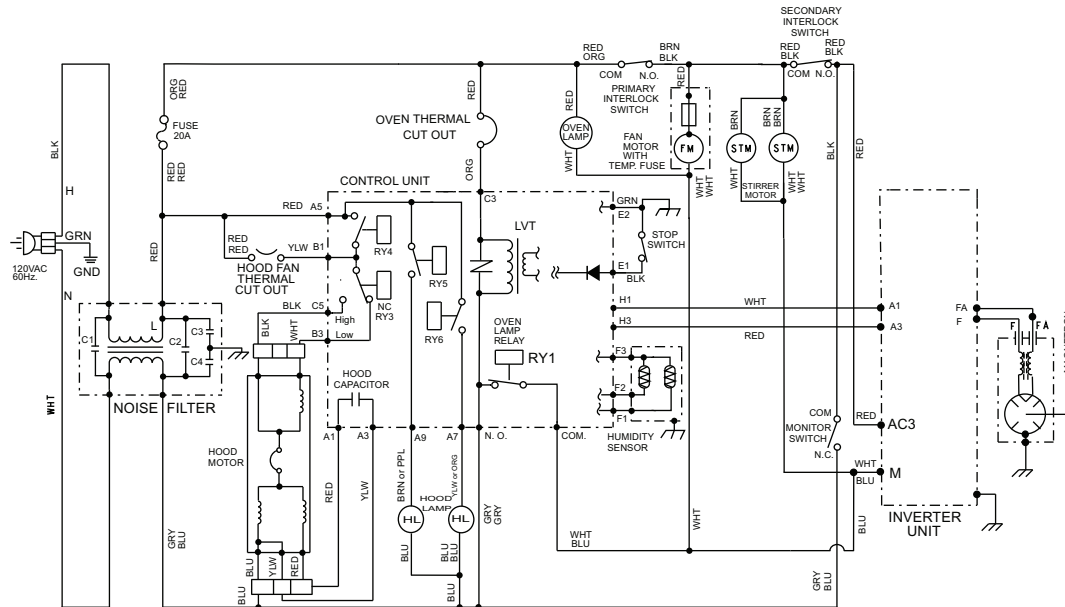 SECONDARY
INTERLOCK
SWITCH
RED
ORG
BRN
BLK
RED
BLK
RED
BLK
COM
N.O.
COM
N.O.
PRIMARY
INTERLOCK
SWITCH
ORG
RED
FUSE
20A
RED
RED
BLK
H
RED
OVEN THERMAL
CUT OUT
ORG
RED
OVEN
LAMP
WHT
RED
FAN
MOTOR
WITH
TEMP. FUSE
FM
WHT
WHT
BRN
BRN
BRN
STM
STM
WHT
WHT
WHT
STIRRER MOTOR
BLK
RED
CONTROL UNIT
RED
A5
C3
GRN
E2
STOP
SWITCH
E1
BLK
LVT
RY4
RED
RED
YLW
B1
HOOD FAN
THERMAL
CUT OUT
RY5
NC
RY3
RY6
BLK
C5
High
B3
Low
BLK
WHT
GRN
GND
120VAC
60Hz.
N
RED
L
C1
C2
C3
C4
NOISE FILTER
WHT
HOOD
CAPACITOR
OVEN
LAMP
RELAY
RY1
H1
WHT
A1
H3
RED
A3
F3
F2
F1
HUMIDITY
SENSOR
A1
A3
A9
A7
N. O.
COM.
FA
F
F
FA
COM
MONITOR
SWITCH
N.C.
RED
AC3
WHT
BLU
M
INVERTER
UNIT
HOOD
MOTOR
RED
YLW
BRN or PPL
YLW or ORG
HOOD
LAMP
HL
HL
GRY
GRY
BLU
BLU
BLU
BLU
WHT
BLU
WHT
BLU
GRY
BLU
GRY
BLU
BLU
YLW
RED
BLU